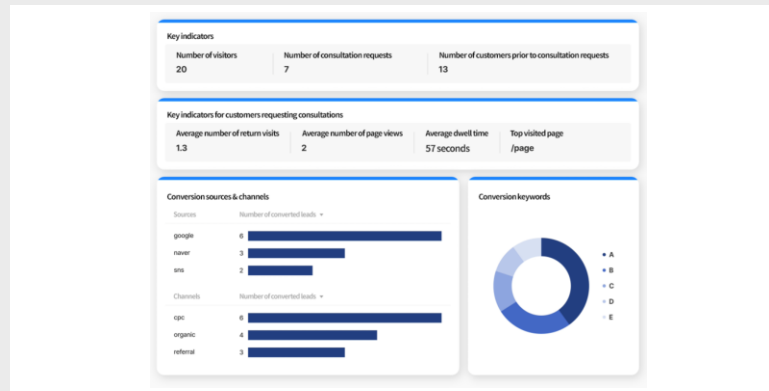 Key indicators
Number of visitors
20
Number of consultation requests
7
Number of customers prior to consultation requests
13
Key indicators for customers requesting consultations
Average number of return visits
1.3
Average number of page views
2
Average dwell time
57 seconds
Top visited page
/page
Conversion sources & channels
Sources Number of converted leads ▼
google 6
naver 3
sns 2
Channels Number of converted leads ▼
cpc 6
organic 4
referral 3
Conversion keywords
A
B
C
D
E